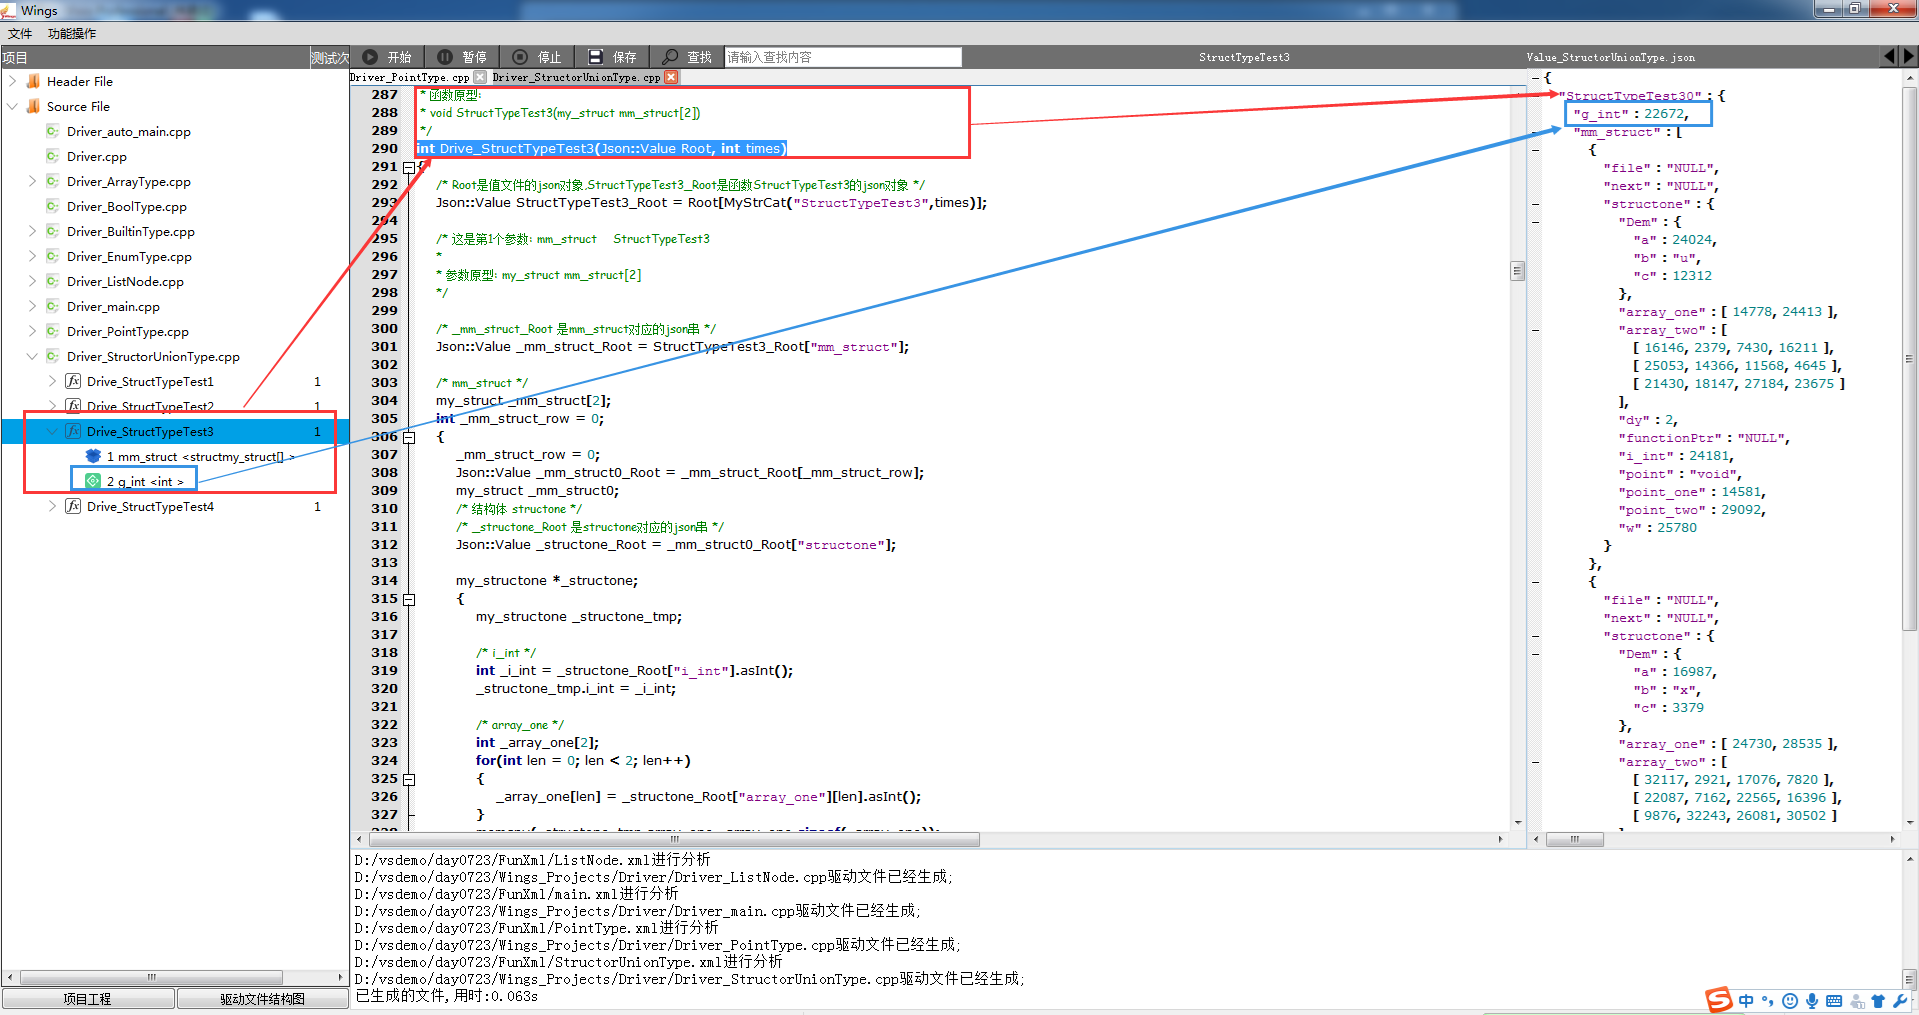 Wings
文件 功能操作
项目 测试次
开始 暂停 停止 保存 查找 请输入查找内容 StructTypeTest3 Value_StructorUnionType.json
Header File
Source File
Driver_auto_main.cpp
Driver.cpp
Driver_ArrayType.cpp
Driver_BoolType.cpp
Driver_BuiltinType.cpp
Driver_EnumType.cpp
Driver_ListNode.cpp
Driver_main.cpp
Driver_PointType.cpp
Driver_StructorUnionType.cpp
Drive_StructTypeTest1 1
Drive_StructTypeTest2 1
Drive_StructTypeTest3 1
1 mm_struct <structmy_struct[] >
2 g_int <int >
Drive_StructTypeTest4 1
项目工程 驱动文件结构图
Driver_PointType.cpp Driver_StructorUnionType.cpp
287 * 函数原型:
288 * void StructTypeTest3(my_struct mm_struct[2])
289 */
290 int Drive_StructTypeTest3(Json::Value Root, int times)
291 {
292 /* Root是值文件的json对象,StructTypeTest3_Root是函数StructTypeTest3的json对象 */
293 Json::Value StructTypeTest3_Root = Root[MyStrCat("StructTypeTest3",times)];
294
295 /* 这是第1个参数: mm_struct StructTypeTest3
296 *
297 * 参数原型: my_struct mm_struct[2]
298 */
299
300 /* _mm_struct_Root 是mm_struct对应的json串 */
301 Json::Value _mm_struct_Root = StructTypeTest3_Root["mm_struct"];
302
303 /* mm_struct */
304 my_struct _mm_struct[2];
305 int _mm_struct_row = 0;
306 {
307 _mm_struct_row = 0;
308 Json::Value _mm_struct0_Root = _mm_struct_Root[_mm_struct_row];
309 my_struct _mm_struct0;
310 /* 结构体 structone */
311 /* _structone_Root 是structone对应的json串 */
312 Json::Value _structone_Root = _mm_struct0_Root["structone"];
313
314 my_structone *_structone;
315 {
316 my_structone _structone_tmp;
317
318 /* i_int */
319 int _i_int = _structone_Root["i_int"].asInt();
320 _structone_tmp.i_int = _i_int;
321
322 /* array_one */
323 int _array_one[2];
324 for(int len = 0; len < 2; len++)
325 {
326 _array_one[len] = _structone_Root["array_one"][len].asInt();
327 }
{
"StructTypeTest30" : {
"g_int" : 22672,
"mm_struct" : [
{
"file" : "NULL",
"next" : "NULL",
"structone" : {
"Dem" : {
"a" : 24024,
"b" : "u",
"c" : 12312
},
"array_one" : [ 14778, 24413 ],
"array_two" : [
[ 16146, 2379, 7430, 16211 ],
[ 25053, 14366, 11568, 4645 ],
[ 21430, 18147, 27184, 23675 ]
],
"dy" : 2,
"functionPtr" : "NULL",
"i_int" : 24181,
"point" : "void",
"point_one" : 14581,
"point_two" : 29092,
"w" : 25780
}
},
{
"file" : "NULL",
"next" : "NULL",
"structone" : {
"Dem" : {
"a" : 16987,
"b" : "x",
"c" : 3379
},
"array_one" : [ 24730, 28535 ],
"array_two" : [
[ 32117, 2921, 17076, 7820 ],
[ 22087, 7162, 22565, 16396 ],
[ 9876, 32243, 26081, 30502 ]
D:/vsdemo/day0723/FunXml/ListNode.xml进行分析
D:/vsdemo/day0723/Wings_Projects/Driver/Driver_ListNode.cpp驱动文件已经生成;
D:/vsdemo/day0723/FunXml/main.xml进行分析
D:/vsdemo/day0723/Wings_Projects/Driver/Driver_main.cpp驱动文件已经生成;
D:/vsdemo/day0723/FunXml/PointType.xml进行分析
D:/vsdemo/day0723/Wings_Projects/Driver/Driver_PointType.cpp驱动文件已经生成;
D:/vsdemo/day0723/FunXml/StructorUnionType.xml进行分析
D:/vsdemo/day0723/Wings_Projects/Driver/Driver_StructorUnionType.cpp驱动文件已经生成;
已生成的文件,用时:0.063s
中